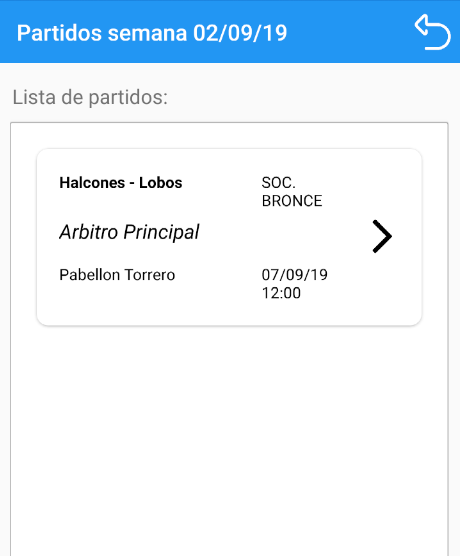 Partidos semana 02/09/19
Lista de partidos:
Halcones - Lobos
SOC.
BRONCE
Arbitro Principal
Pabellon Torrero
07/09/19
12:00